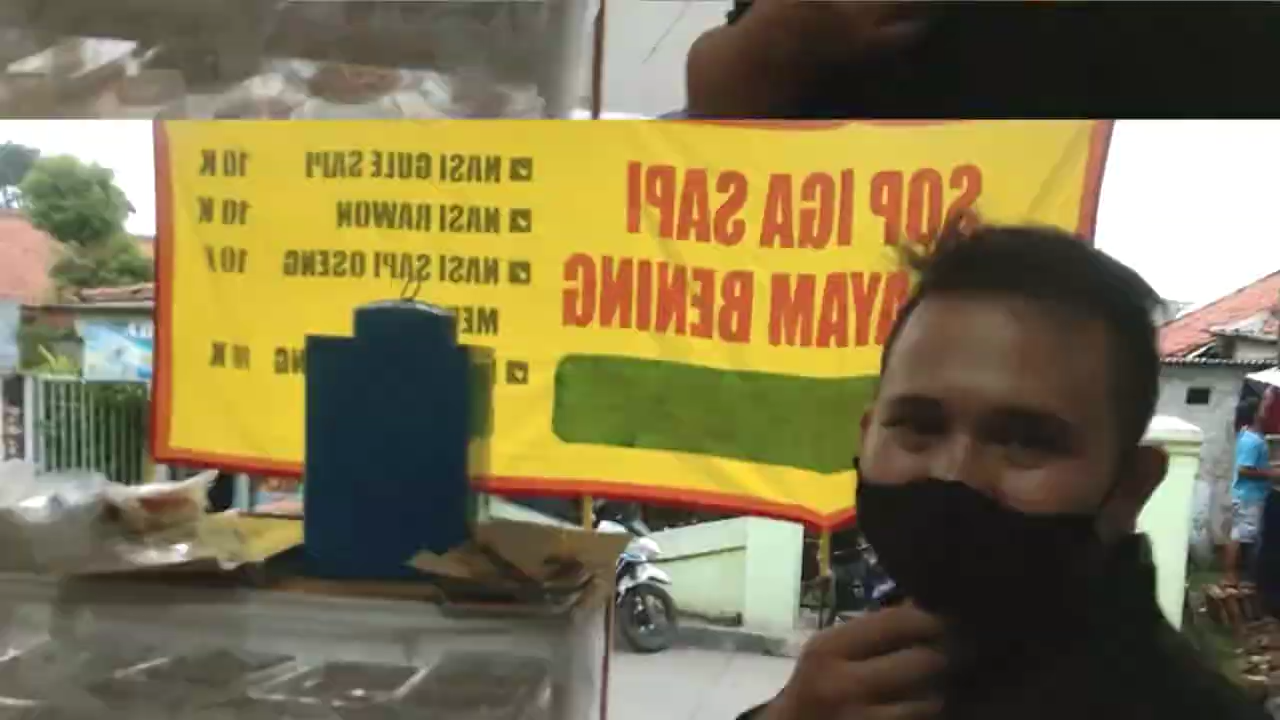 SOP IGA SAPI
AYAM BENING
NASI GULE SAPI 10 K
NASI RAWON 10 K
NASI SAPI OSENG 10
K